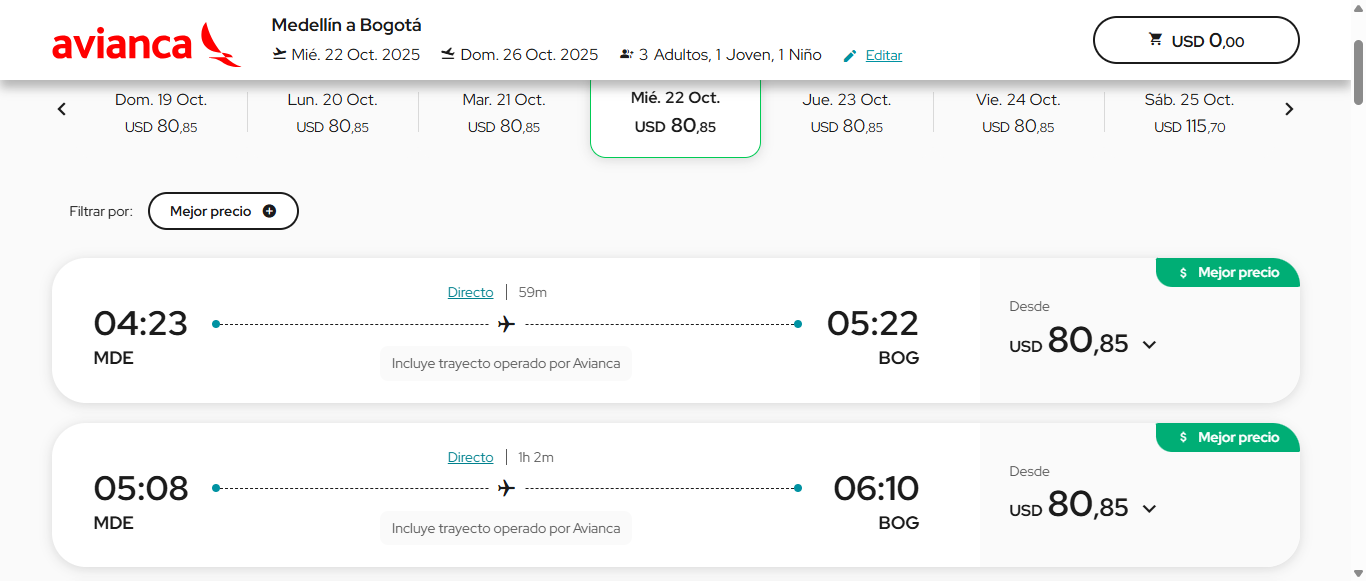 avianca
Medellín a Bogotá
Mié. 22 Oct. 2025 Dom. 26 Oct. 2025 3 Adultos, 1 Joven, 1 Niño Editar
USD 0,00
Dom. 19 Oct. Lun. 20 Oct. Mar. 21 Oct. Mié. 22 Oct. Jue. 23 Oct. Vie. 24 Oct. Sáb. 25 Oct.
USD 80,85 USD 80,85 USD 80,85 USD 80,85 USD 80,85 USD 80,85 USD 115,70
Filtrar por: Mejor precio
$ Mejor precio
Directo | 59m
Desde
04:23 05:22
USD 80,85
MDE BOG
Incluye trayecto operado por Avianca
$ Mejor precio
Directo | 1h 2m
Desde
05:08 06:10
USD 80,85
MDE BOG
Incluye trayecto operado por Avianca